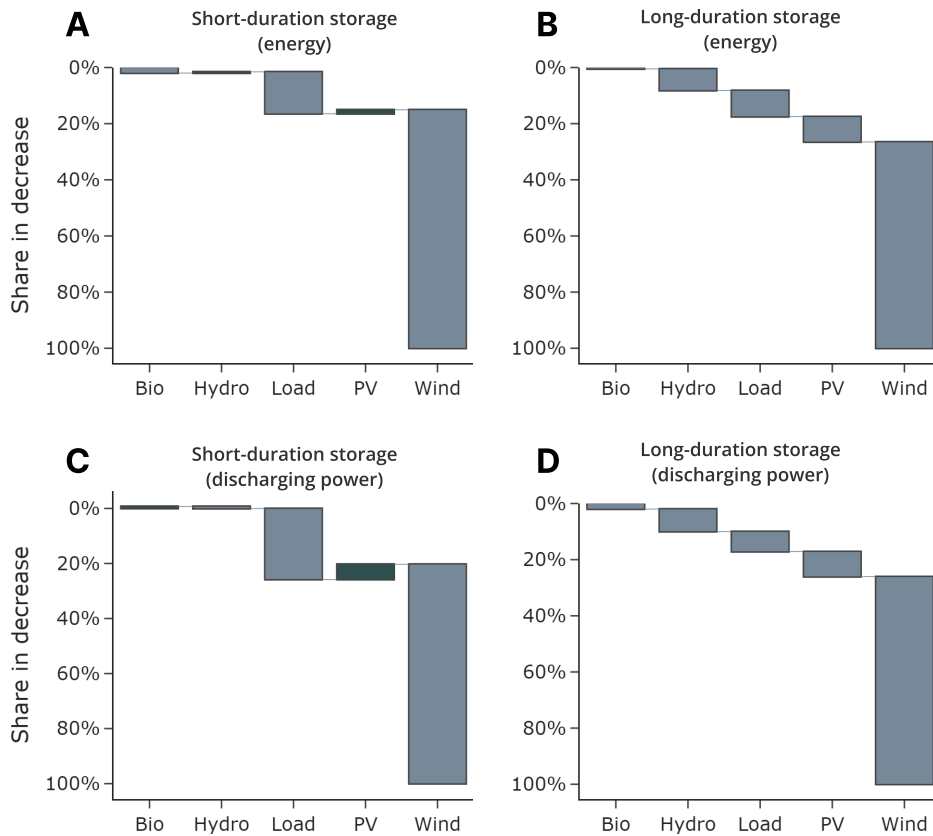 A
Short-duration storage
(energy)
Share in decrease
0%
20%
40%
60%
80%
100%
Bio Hydro Load PV Wind
B
Long-duration storage
(energy)
0%
20%
40%
60%
80%
100%
Bio Hydro Load PV Wind
C
Short-duration storage
(discharging power)
Share in decrease
0%
20%
40%
60%
80%
100%
Bio Hydro Load PV Wind
D
Long-duration storage
(discharging power)
0%
20%
40%
60%
80%
100%
Bio Hydro Load PV Wind